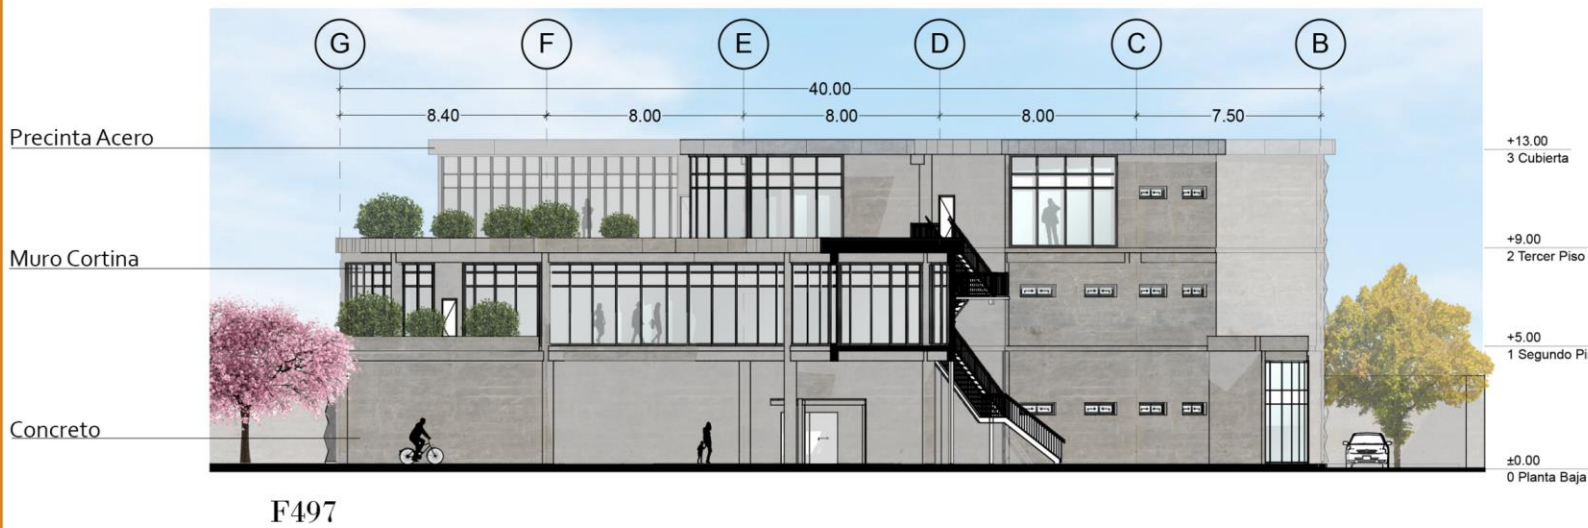 G F E D C B
40.00
8.40 8.00 8.00 8.00 7.50
Precinta Acero
+13.00
3 Cubierta
+9.00
2 Tercer Piso
Muro Cortina
+5.00
1 Segundo Pi
Concreto
±0.00
0 Planta Baja
F497